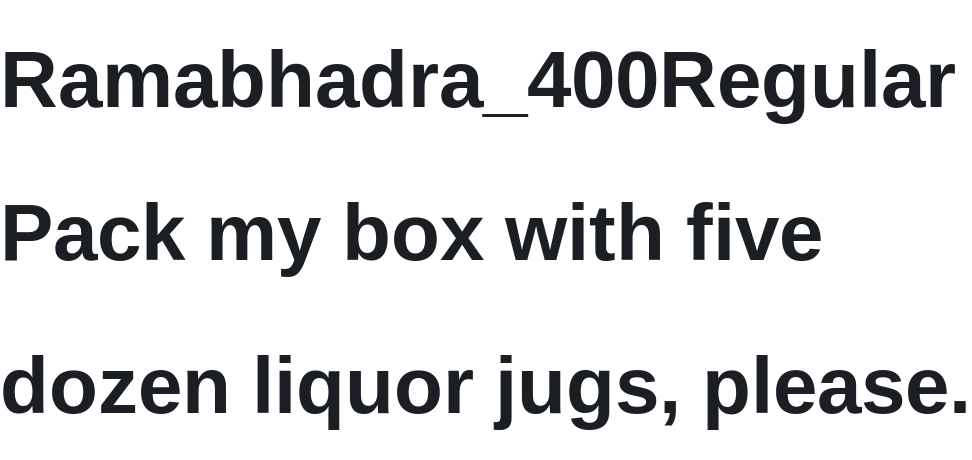 Ramabhadra_400Regular
Pack my box with five
dozen liquor jugs, please.